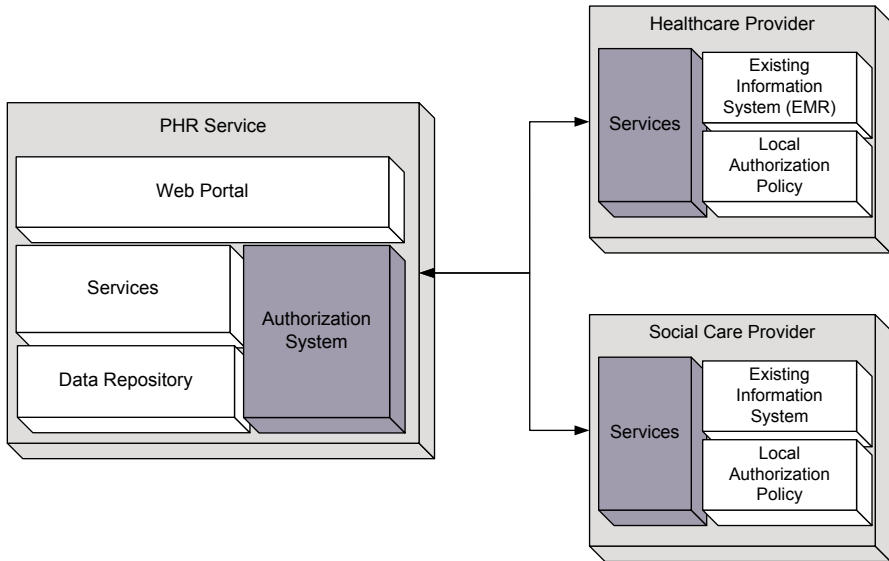 PHR Service
Web Portal
Services
Authorization
System
Data Repository
Healthcare Provider
Services
Existing
Information
System (EMR)
Local
Authorization
Policy
Social Care Provider
Services
Existing
Information
System
Local
Authorization
Policy